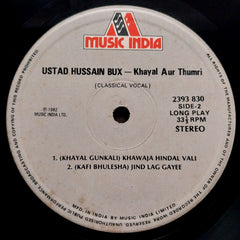 MUSIC INDIA
USTAD HUSSAIN BUX — Khayal Aur Thumri
(CLASSICAL VOCAL)
℗ 1982
MUSIC INDIA LTD.
2393 830
SIDE-2
LONG PLAY
33⅓ RPM
STEREO
1. (KHAYAL GUNKALI) KHAWAJA HINDAL VALI
2. (KAFI BHULESHA) JIND LAG GAYEE
MFD. IN INDIA BY MUSIC INDIA LIMITED